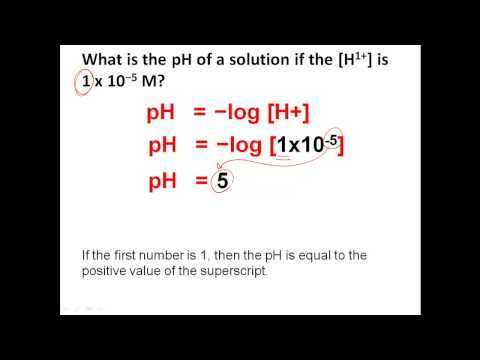 What is the pH of a solution if the [H¹⁺] is
1 x 10⁻⁵ M?
pH = −log [H+]
pH = −log [1x10⁻⁵]
pH = 5
If the first number is 1, then the pH is equal to the
positive value of the superscript.